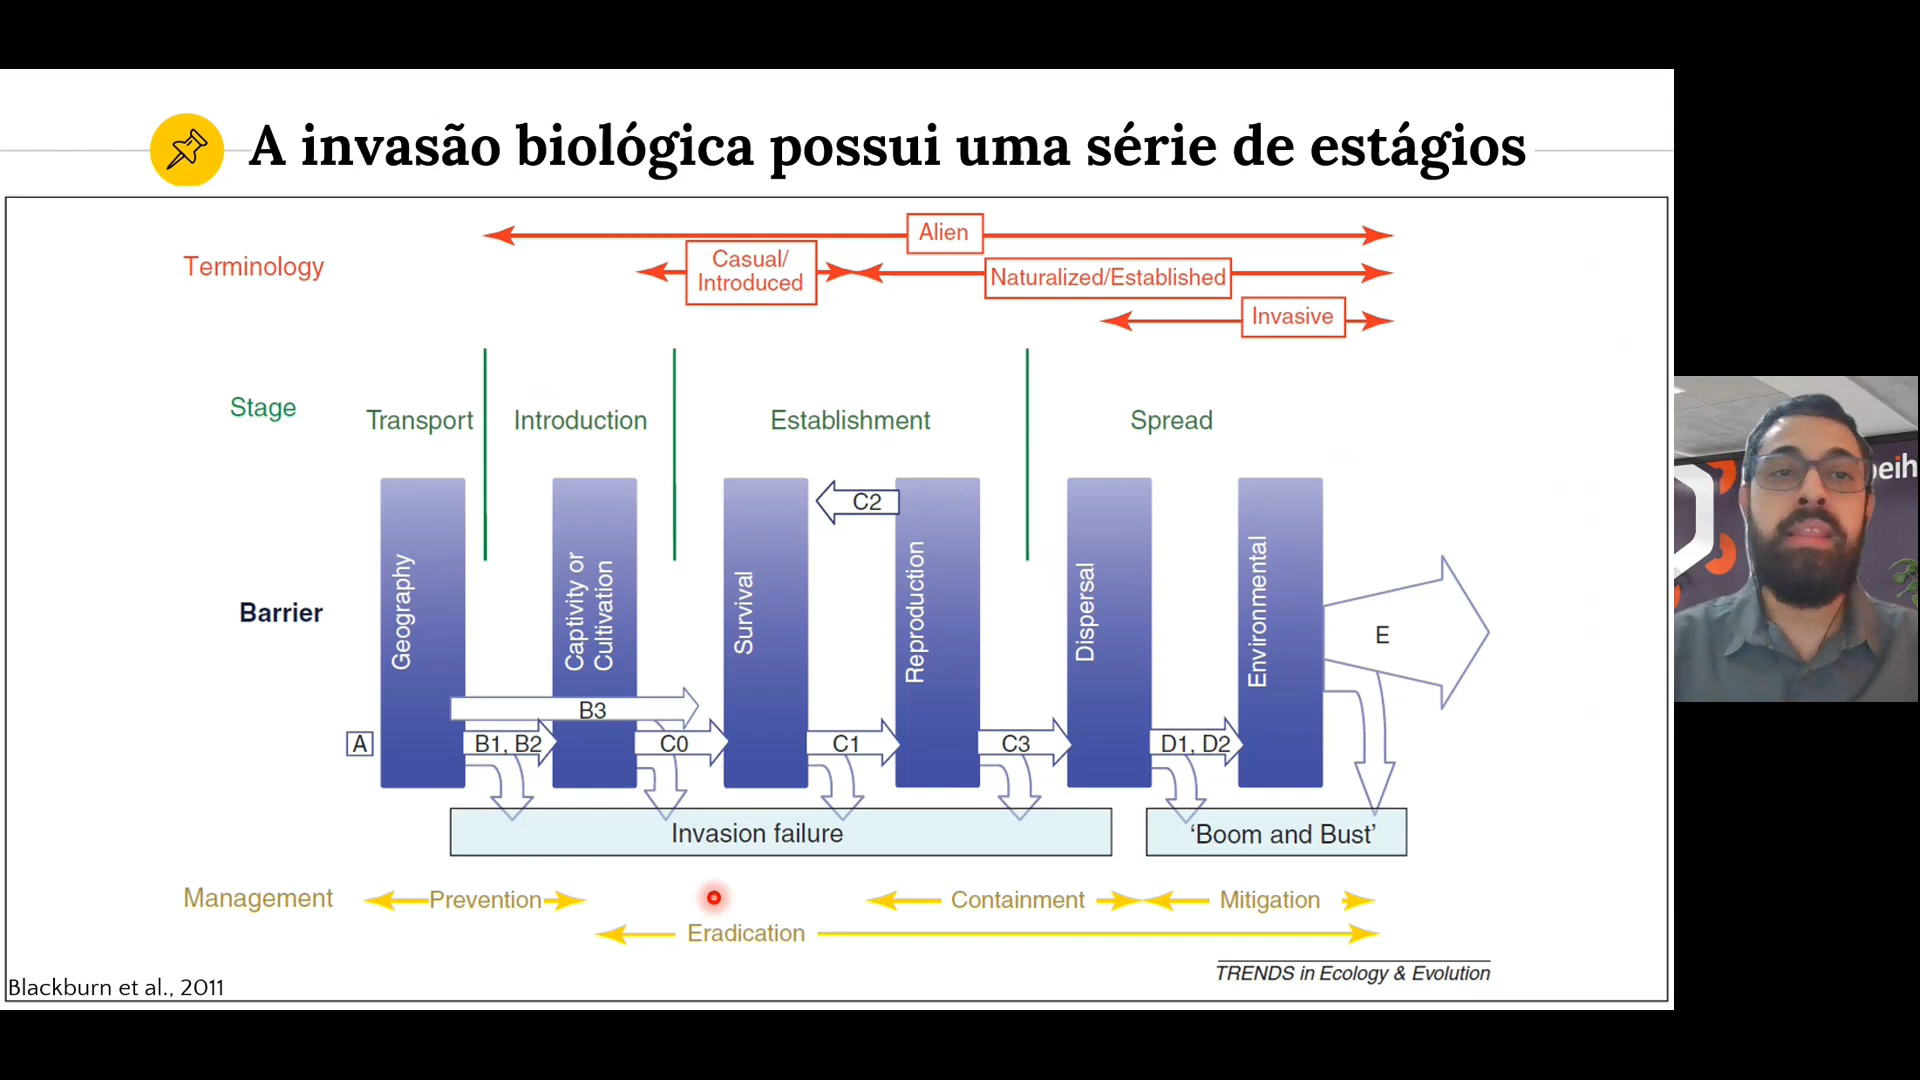 A invasão biológica possui uma série de estágios
Terminology
Alien
Casual/
Introduced
Naturalized/Established
Invasive
Stage
Transport
Introduction
Establishment
Spread
Barrier
Geography
Captivity or
Cultivation
Survival
Reproduction
Dispersal
Environmental
C2
E
B3
A
B1, B2
C0
C1
C3
D1, D2
Invasion failure
‘Boom and Bust’
Management
Prevention
Containment
Mitigation
Eradication
TRENDS in Ecology & Evolution
Blackburn et al., 2011